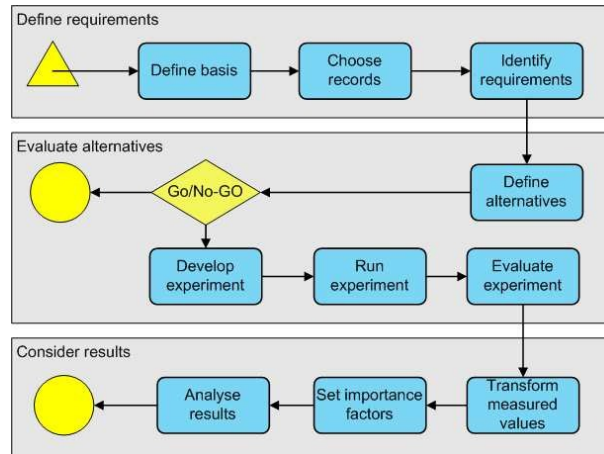 Define requirements
Define basis
Choose
records
Identify
requirements
Evaluate alternatives
Go/No-GO
Define
alternatives
Develop
experiment
Run
experiment
Evaluate
experiment
Consider results
Analyse
results
Set importance
factors
Transform
measured
values